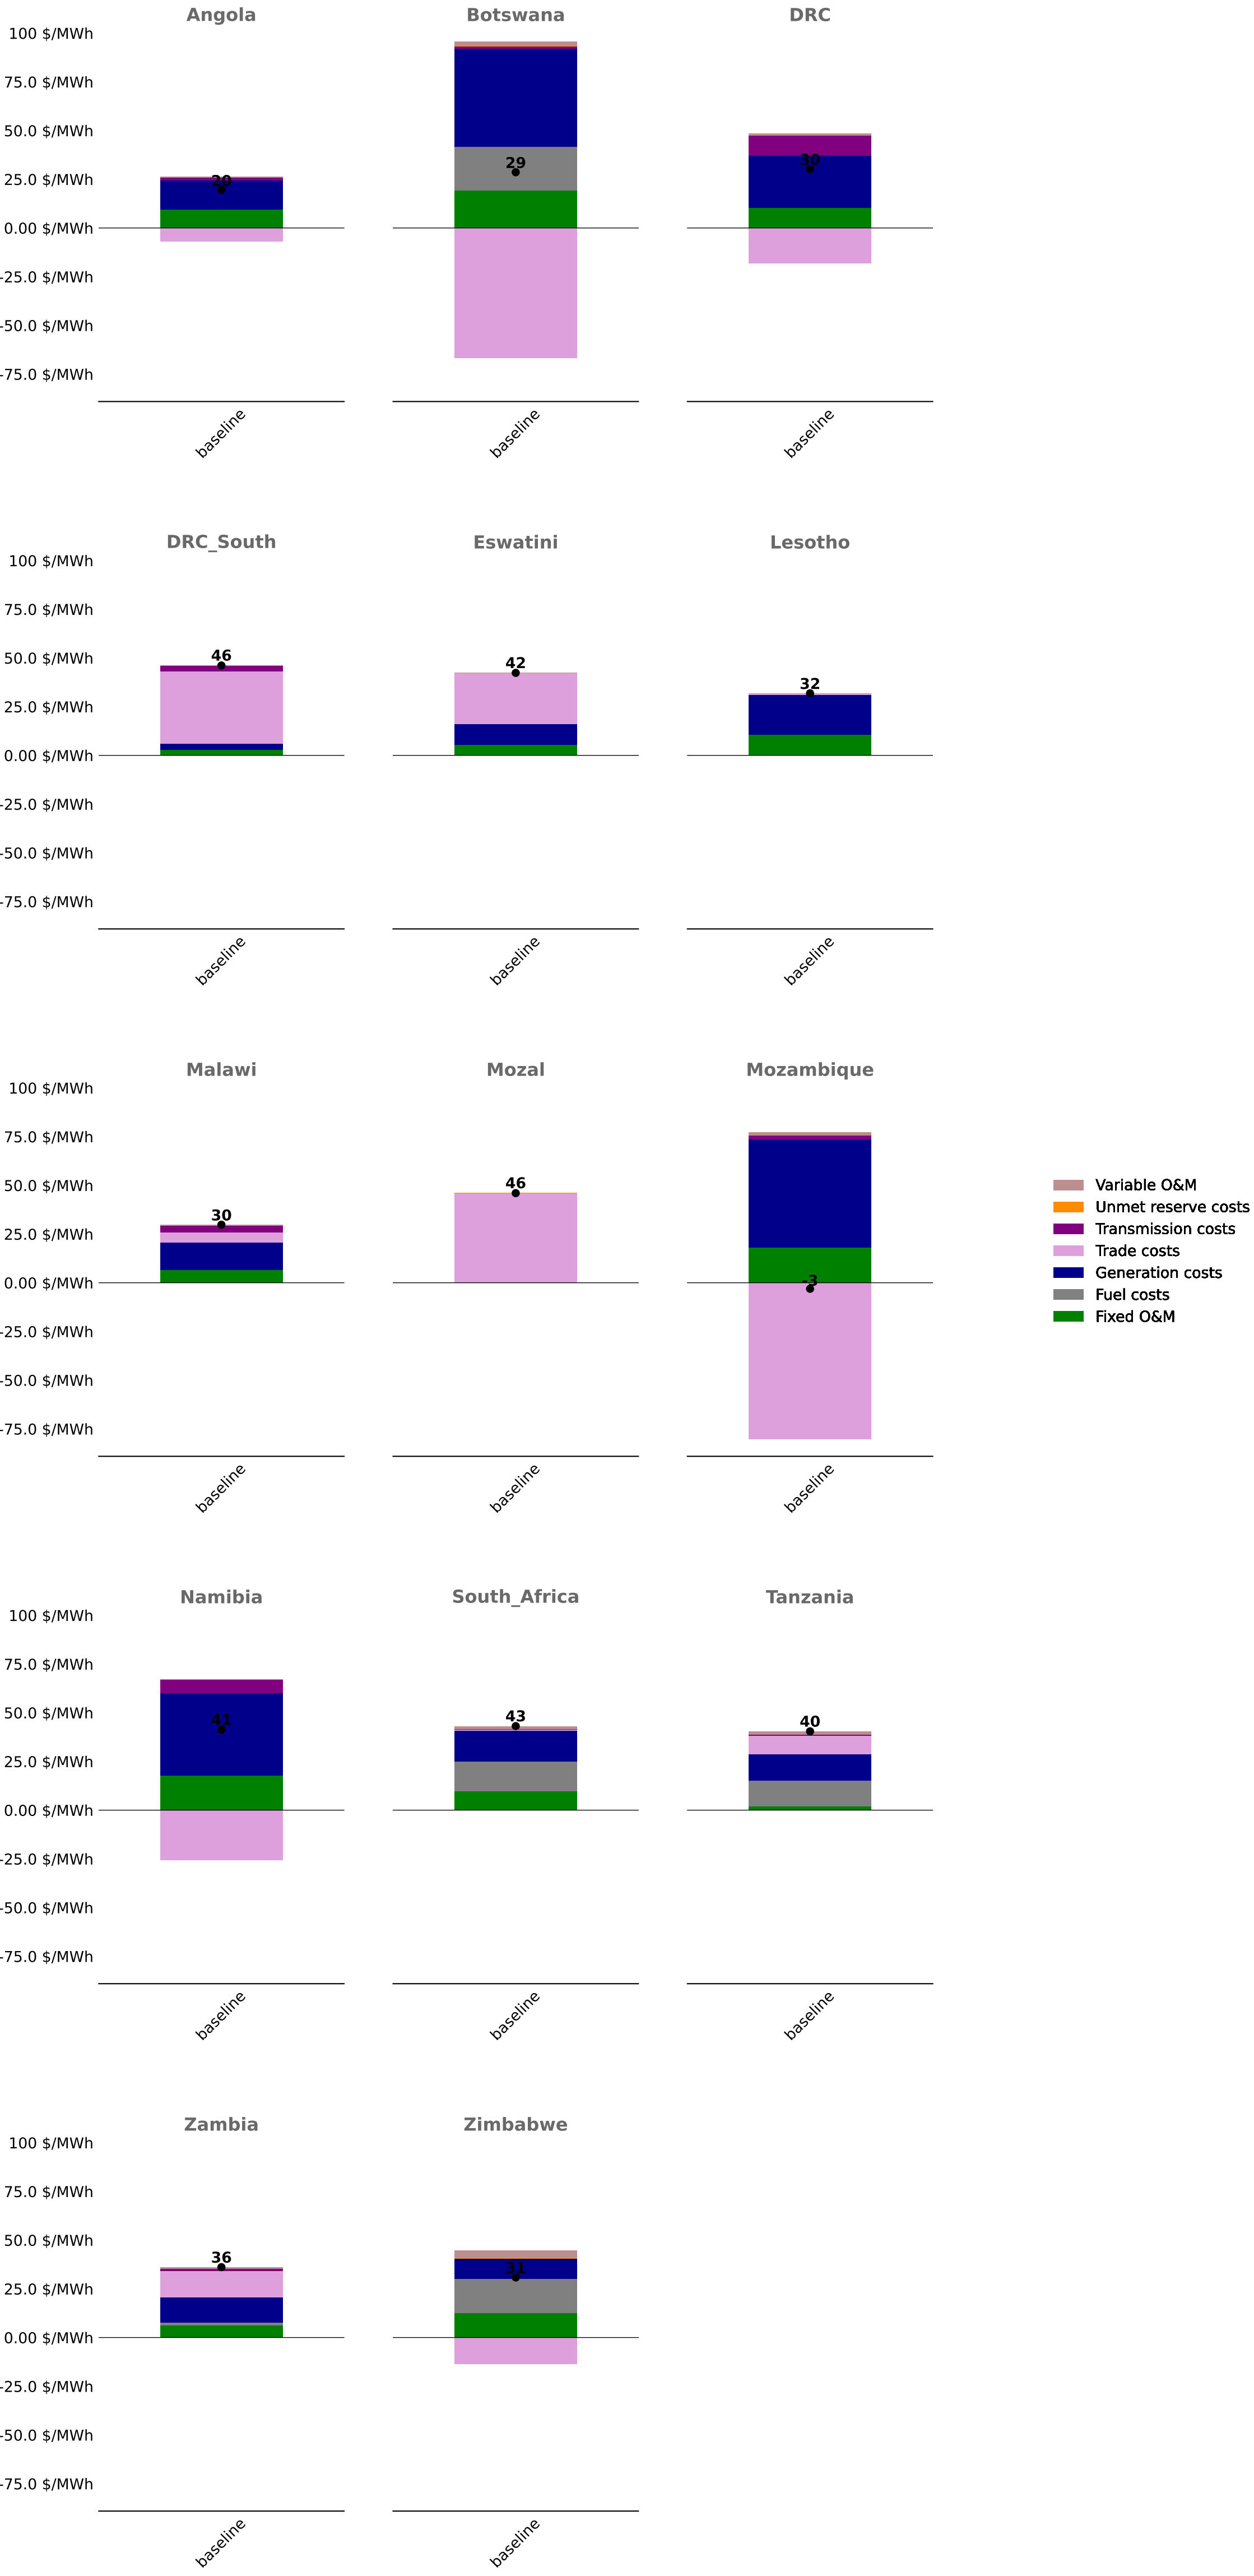 Angola
Botswana
DRC
100 $/MWh
75.0 $/MWh
50.0 $/MWh
25.0 $/MWh
0.00 $/MWh
-25.0 $/MWh
-50.0 $/MWh
-75.0 $/MWh
20
29
30
baseline
baseline
baseline
DRC_South
Eswatini
Lesotho
100 $/MWh
75.0 $/MWh
50.0 $/MWh
25.0 $/MWh
0.00 $/MWh
-25.0 $/MWh
-50.0 $/MWh
-75.0 $/MWh
46
42
32
baseline
baseline
baseline
Malawi
Mozal
Mozambique
100 $/MWh
75.0 $/MWh
50.0 $/MWh
25.0 $/MWh
0.00 $/MWh
-25.0 $/MWh
-50.0 $/MWh
-75.0 $/MWh
30
46
-3
baseline
baseline
baseline
Variable O&M
Unmet reserve costs
Transmission costs
Trade costs
Generation costs
Fuel costs
Fixed O&M
Namibia
South_Africa
Tanzania
100 $/MWh
75.0 $/MWh
50.0 $/MWh
25.0 $/MWh
0.00 $/MWh
-25.0 $/MWh
-50.0 $/MWh
-75.0 $/MWh
41
43
40
baseline
baseline
baseline
Zambia
Zimbabwe
100 $/MWh
75.0 $/MWh
50.0 $/MWh
25.0 $/MWh
0.00 $/MWh
-25.0 $/MWh
-50.0 $/MWh
-75.0 $/MWh
36
31
baseline
baseline